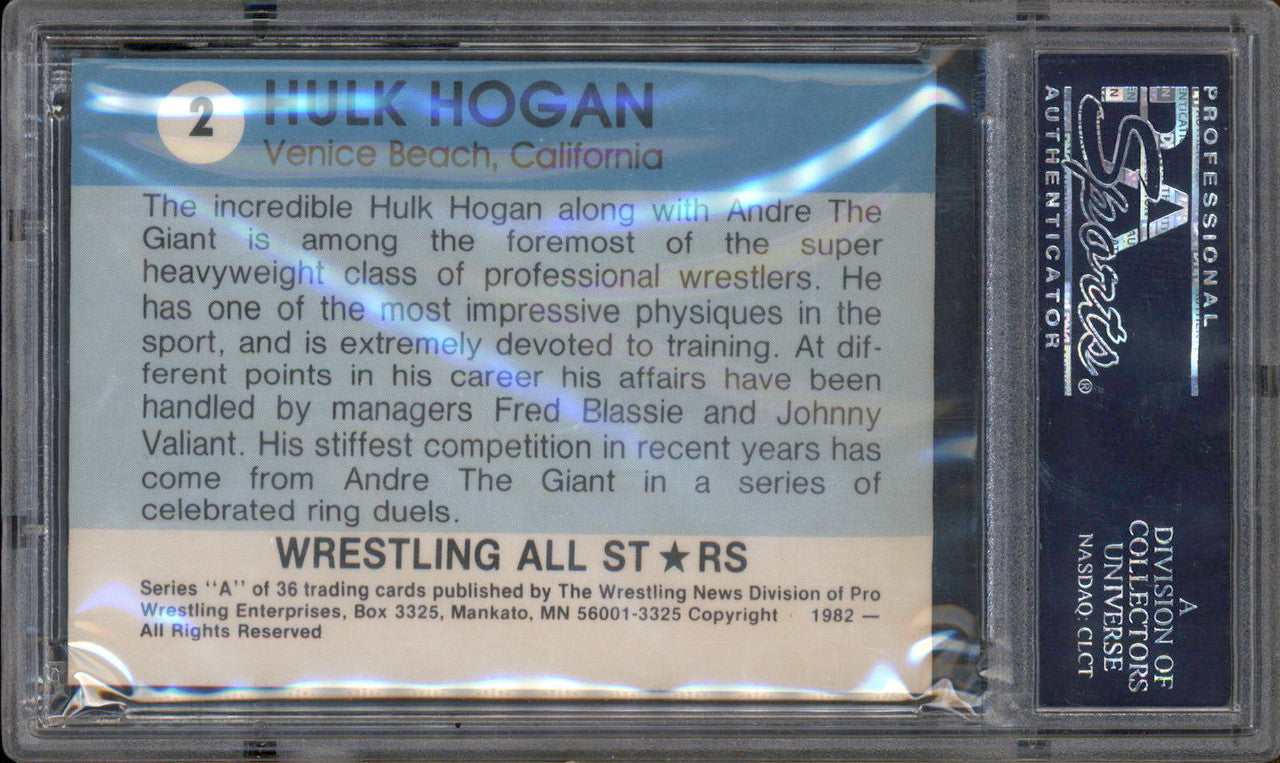 2
HULK HOGAN
Venice Beach, California
The incredible Hulk Hogan along with Andre The
Giant is among the foremost of the super
heavyweight class of professional wrestlers. He
has one of the most impressive physiques in the
sport, and is extremely devoted to training. At dif-
ferent points in his career his affairs have been
handled by managers Fred Blassie and Johnny
Valiant. His stiffest competition in recent years has
come from Andre The Giant in a series of
celebrated ring duels.
WRESTLING ALL ST★RS
Series "A" of 36 trading cards published by The Wrestling News Division of Pro
Wrestling Enterprises, Box 3325, Mankato, MN 56001-3325 Copyright 1982 —
All Rights Reserved
PROFESSIONAL
PSA
Sports®
AUTHENTICATOR
A
DIVISION OF
COLLECTORS
UNIVERSE
NASDAQ: CLCT